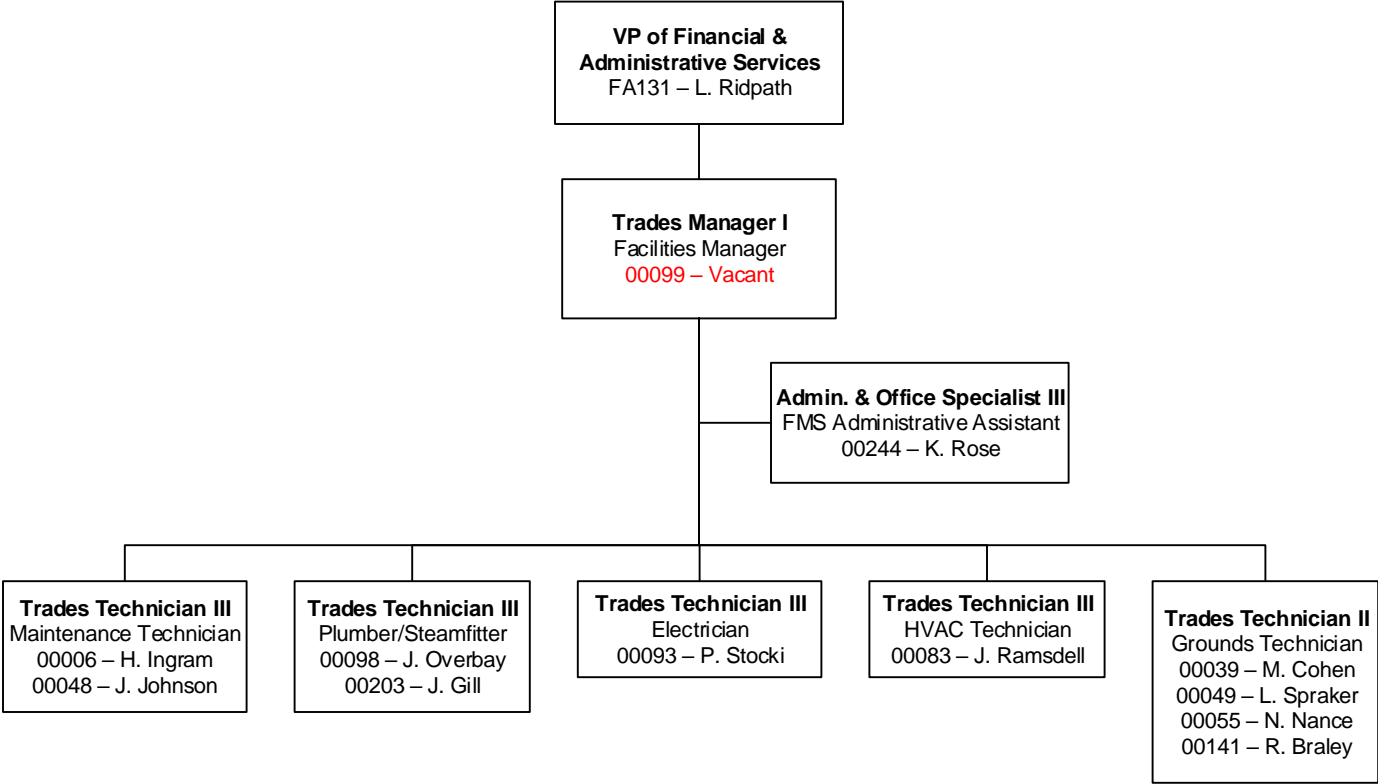 VP of Financial &
Administrative Services
FA131 – L. Ridpath
Trades Manager I
Facilities Manager
00099 – Vacant
Admin. & Office Specialist III
FMS Administrative Assistant
00244 – K. Rose
Trades Technician III
Maintenance Technician
00006 – H. Ingram
00048 – J. Johnson
Trades Technician III
Plumber/Steamfitter
00098 – J. Overbay
00203 – J. Gill
Trades Technician III
Electrician
00093 – P. Stocki
Trades Technician III
HVAC Technician
00083 – J. Ramsdell
Trades Technician II
Grounds Technician
00039 – M. Cohen
00049 – L. Spraker
00055 – N. Nance
00141 – R. Braley